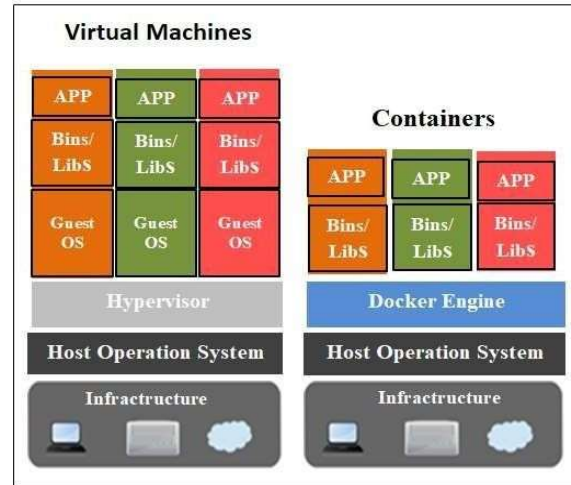 Virtual Machines
APP APP APP
Bins/ Bins/ Bins/
LibS LibS LibS
Guest Guest Guest
OS OS OS
Hypervisor
Host Operation System
Infractructure
Containers
APP APP APP
Bins/ Bins/ Bins/
LibS LibS LibS
Docker Engine
Host Operation System
Infractructure